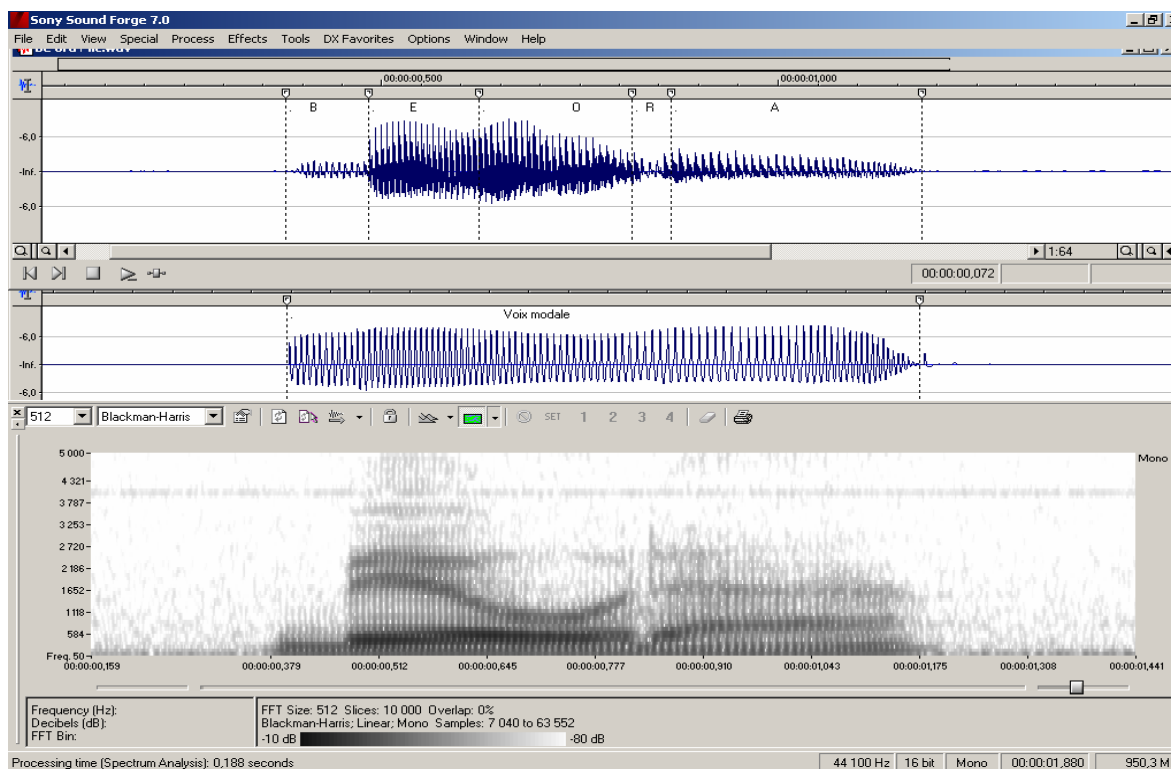 Sony Sound Forge 7.0
File Edit View Special Process Effects Tools DX Favorites Options Window Help
00:00:00,500 00:00:01,000
B E O R A
-6,0
-Inf.
-6,0
1:64
00:00:00,072
Voix modale
-6,0
-Inf.
-6,0
512 Blackman-Harris SET 1 2 3 4
Mono
5 000
4 321
3 787
3 253
2 720
2 186
1 652
1 118
584
Freq. 50
00:00:00,159 00:00:00,379 00:00:00,512 00:00:00,645 00:00:00,777 00:00:00,910 00:00:01,043 00:00:01,175 00:00:01,308 00:00:01,441
Frequency (Hz):
Decibels (dB):
FFT Bin:
FFT Size: 512 Slices: 10 000 Overlap: 0%
Blackman-Harris; Linear; Mono Samples: 7 040 to 63 552
-10 dB -80 dB
Processing time (Spectrum Analysis): 0,188 seconds
44 100 Hz 16 bit Mono 00:00:01,880 950,3 M